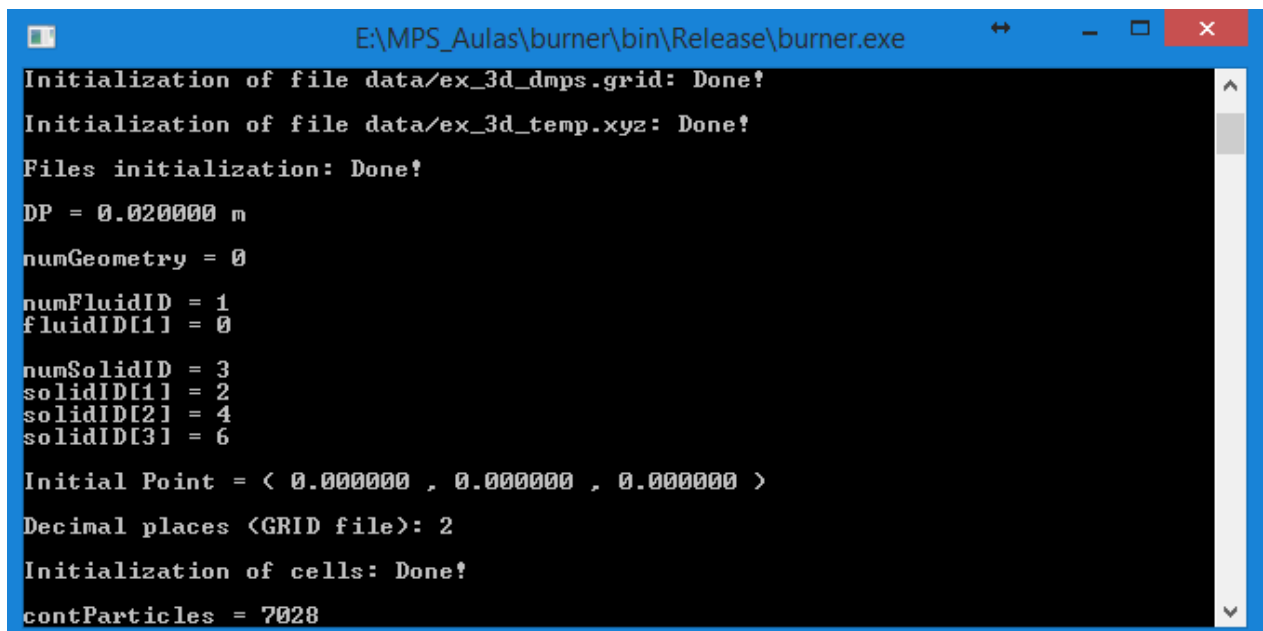 E:\MPS_Aulas\burner\bin\Release\burner.exe
Initialization of file data/ex_3d_dmps.grid: Done!
Initialization of file data/ex_3d_temp.xyz: Done!
Files initialization: Done!
DP = 0.020000 m
numGeometry = 0
numFluidID = 1
fluidID[1] = 0
numSolidID = 3
solidID[1] = 2
solidID[2] = 4
solidID[3] = 6
Initial Point = ( 0.000000 , 0.000000 , 0.000000 )
Decimal places (GRID file): 2
Initialization of cells: Done!
contParticles = 7028